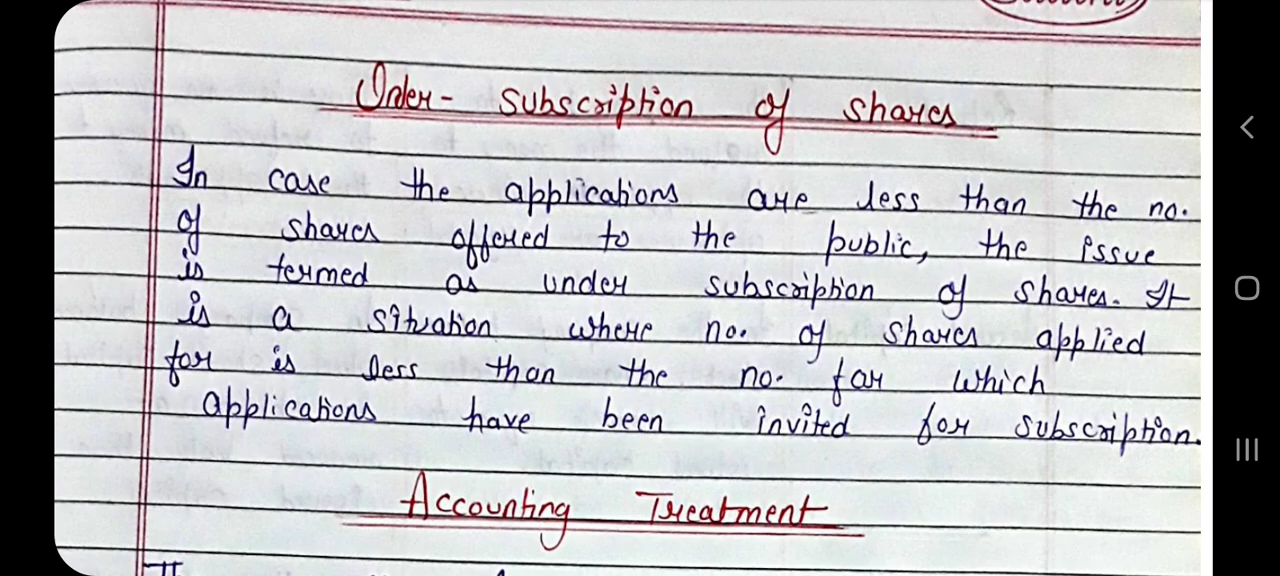 Under- subscription of shares
In case the applications are less than the no.
of shares offered to the public, the issue
is termed as under subscription of shares. It
is a situation where no. of shares applied
for is less than the no. for which
applications have been invited for subscription.
Accounting Treatment